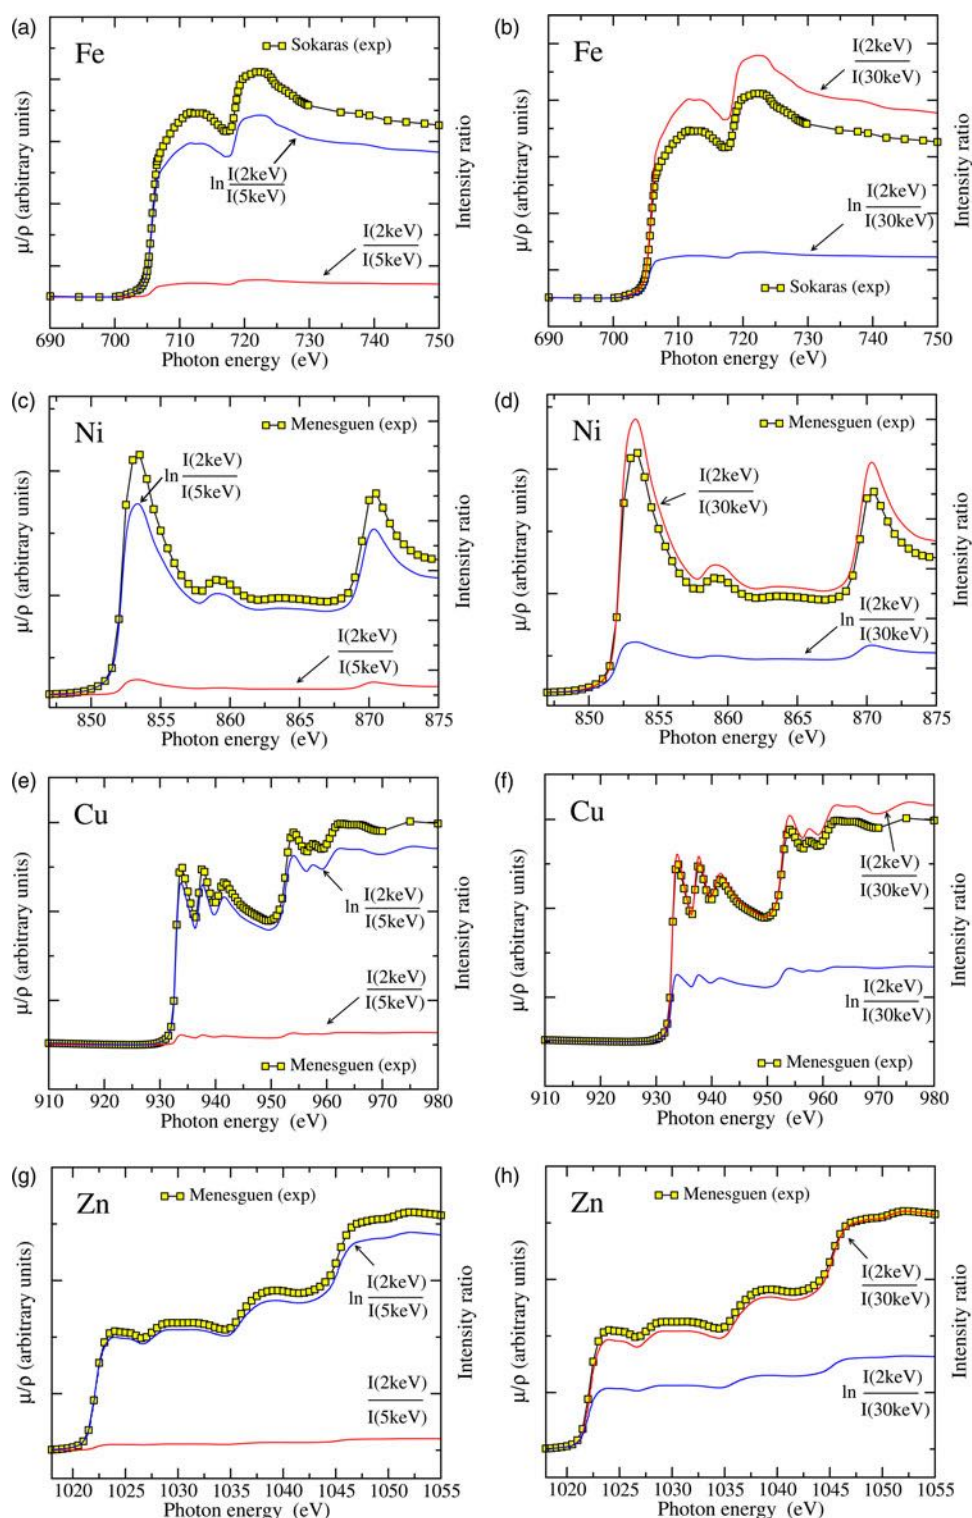 (a)
Fe
Sokaras (exp)
ln I(2keV)
I(5keV)
I(2keV)
I(5keV)
μ/ρ (arbitrary units)
Intensity ratio
690 700 710 720 730 740 750
Photon energy (eV)
(b)
Fe
I(2keV)
I(30keV)
ln I(2keV)
I(30keV)
Sokaras (exp)
μ/ρ (arbitrary units)
Intensity ratio
690 700 710 720 730 740 750
Photon energy (eV)
(c)
Ni
Menesguen (exp)
ln I(2keV)
I(5keV)
I(2keV)
I(5keV)
μ/ρ (arbitrary units)
Intensity ratio
850 855 860 865 870 875
Photon energy (eV)
(d)
Ni
Menesguen (exp)
I(2keV)
I(30keV)
ln I(2keV)
I(30keV)
μ/ρ (arbitrary units)
Intensity ratio
850 855 860 865 870 875
Photon energy (eV)
(e)
Cu
ln I(2keV)
I(5keV)
I(2keV)
I(5keV)
Menesguen (exp)
μ/ρ (arbitrary units)
Intensity ratio
910 920 930 940 950 960 970 980
Photon energy (eV)
(f)
Cu
I(2keV)
I(30keV)
ln I(2keV)
I(30keV)
Menesguen (exp)
μ/ρ (arbitrary units)
Intensity ratio
910 920 930 940 950 960 970 980
Photon energy (eV)
(g)
Zn
Menesguen (exp)
ln I(2keV)
I(5keV)
I(2keV)
I(5keV)
μ/ρ (arbitrary units)
Intensity ratio
1020 1025 1030 1035 1040 1045 1050 1055
Photon energy (eV)
(h)
Zn
Menesguen (exp)
I(2keV)
I(30keV)
ln I(2keV)
I(30keV)
μ/ρ (arbitrary units)
Intensity ratio
1020 1025 1030 1035 1040 1045 1050 1055
Photon energy (eV)